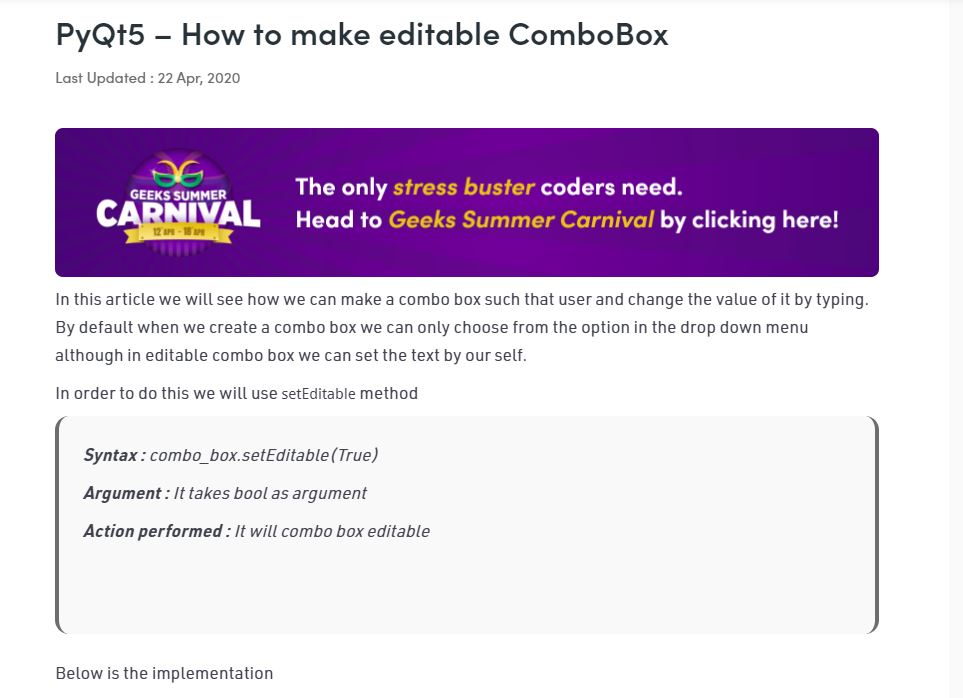 PyQt5 – How to make editable ComboBox
Last Updated : 22 Apr, 2020
GEEKS SUMMER
CARNIVAL
12th APR - 18th APR
The only stress buster coders need.
Head to Geeks Summer Carnival by clicking here!
In this article we will see how we can make a combo box such that user and change the value of it by typing.
By default when we create a combo box we can only choose from the option in the drop down menu
although in editable combo box we can set the text by our self.
In order to do this we will use setEditable method
Syntax : combo_box.setEditable(True)
Argument : It takes bool as argument
Action performed : It will combo box editable
Below is the implementation